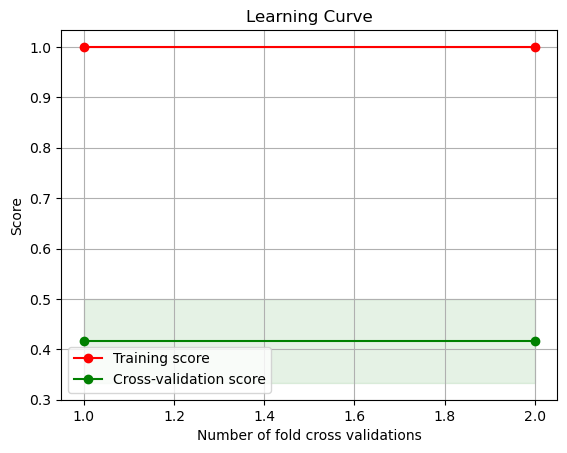 Learning Curve
1.0
0.9
0.8
0.7
0.6
0.5
0.4
0.3
Score
Training score
Cross-validation score
1.0 1.2 1.4 1.6 1.8 2.0
Number of fold cross validations